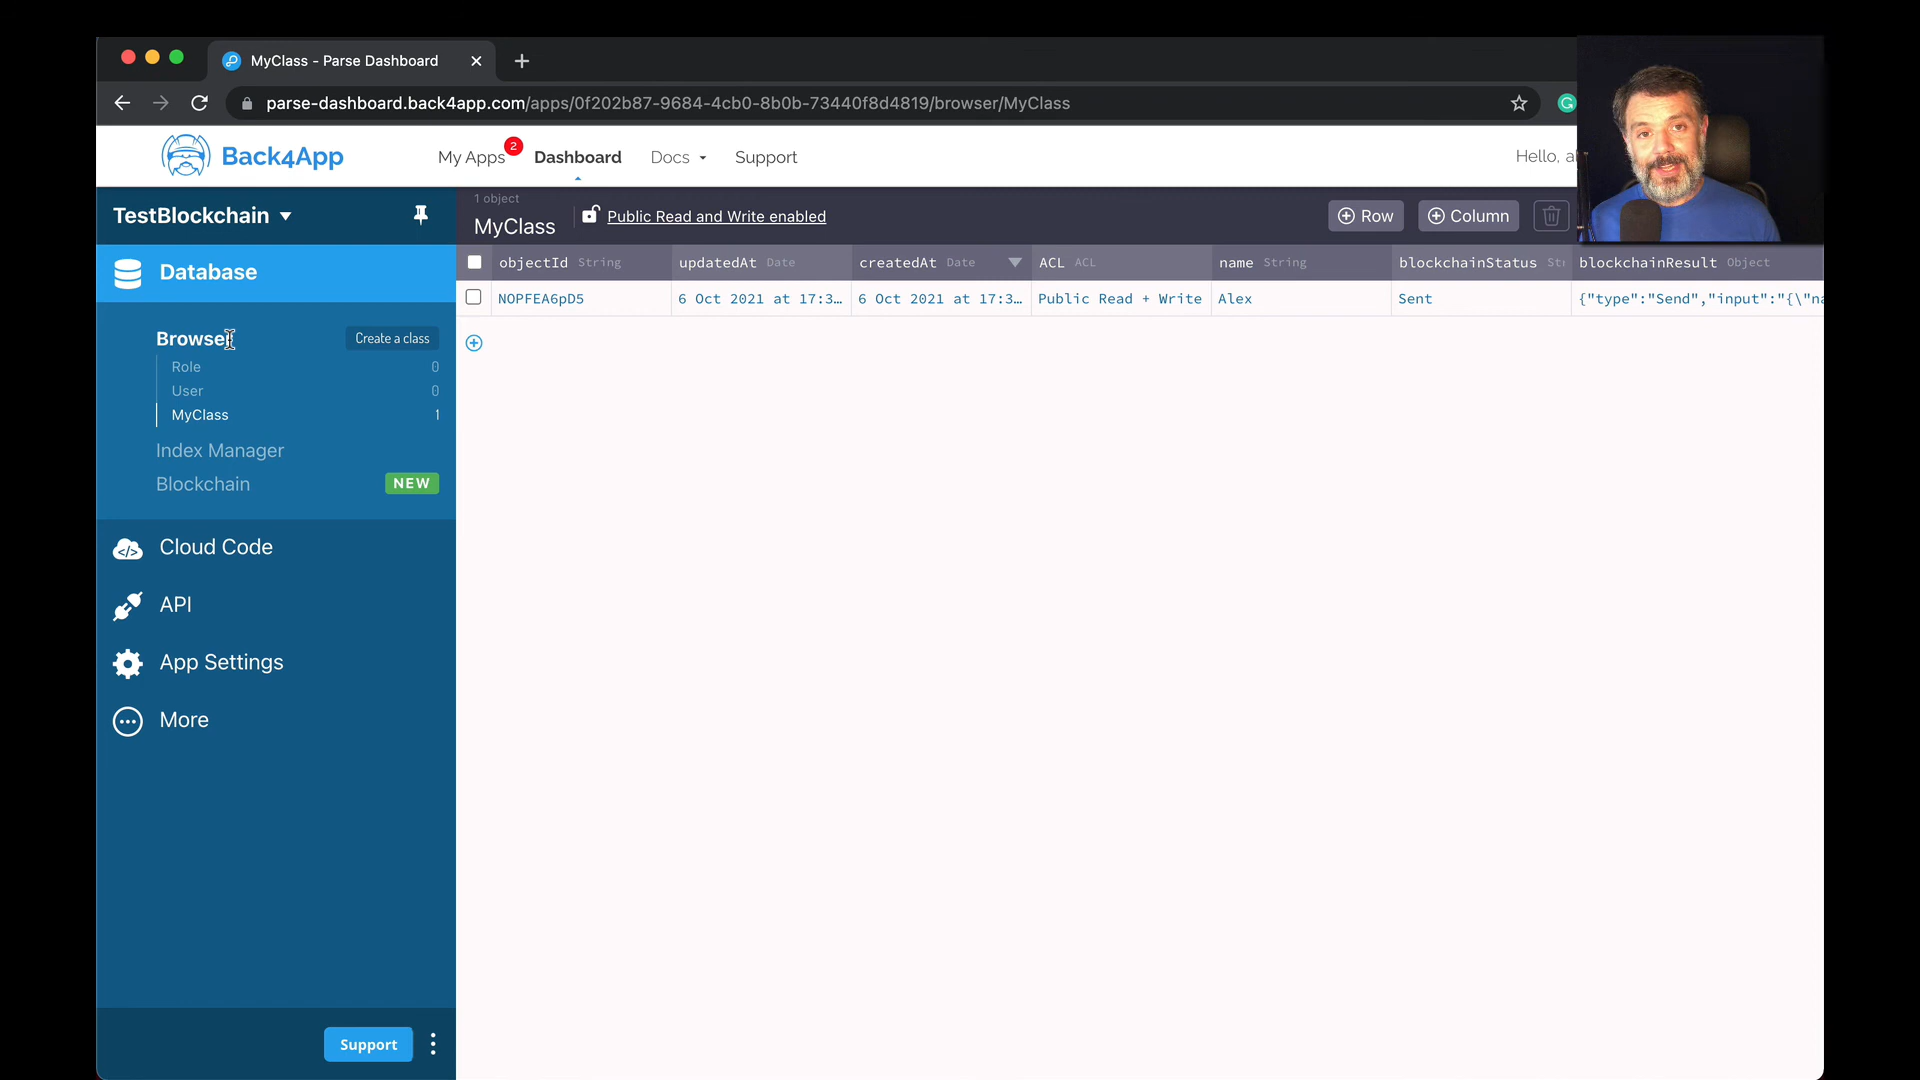 MyClass - Parse Dashboard
parse-dashboard.back4app.com/apps/0f202b87-9684-4cb0-8b0b-73440f8d4819/browser/MyClass
Back4App
My Apps 2 Dashboard Docs Support
Hello,
TestBlockchain
1 object
MyClass
Public Read and Write enabled
Row
Column
Database
objectId String updatedAt Date createdAt Date ACL ACL name String blockchainStatus Str blockchainResult Object
NOPFEA6pD5 6 Oct 2021 at 17:3… 6 Oct 2021 at 17:3… Public Read + Write Alex Sent {"type":"Send","input":"{\"na
Browser Create a class
Role 0
User 0
MyClass 1
Index Manager
Blockchain NEW
Cloud Code
API
App Settings
More
Support